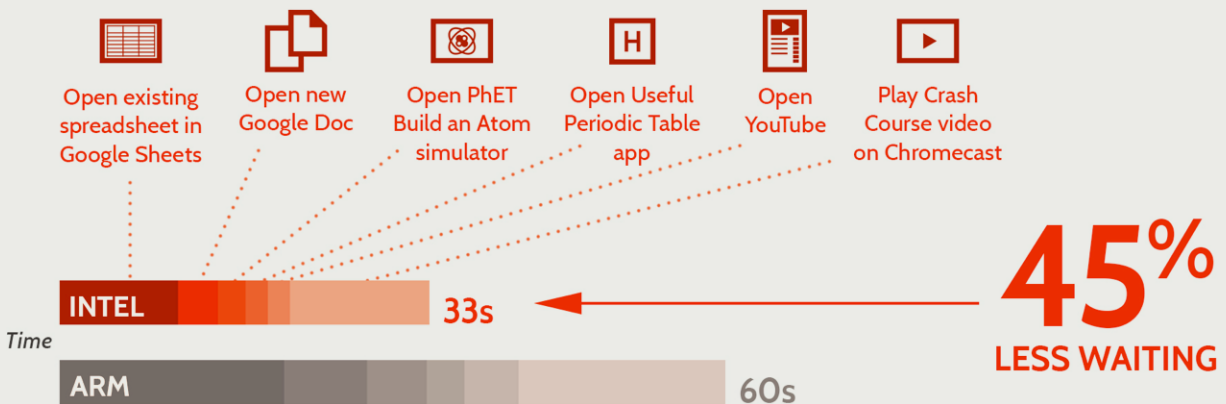 H
Open existing
spreadsheet in
Google Sheets
Open new
Google Doc
Open PhET
Build an Atom
simulator
Open Useful
Periodic Table
app
Open
YouTube
Play Crash
Course video
on Chromecast
INTEL
33s
45%
LESS WAITING
Time
ARM
60s